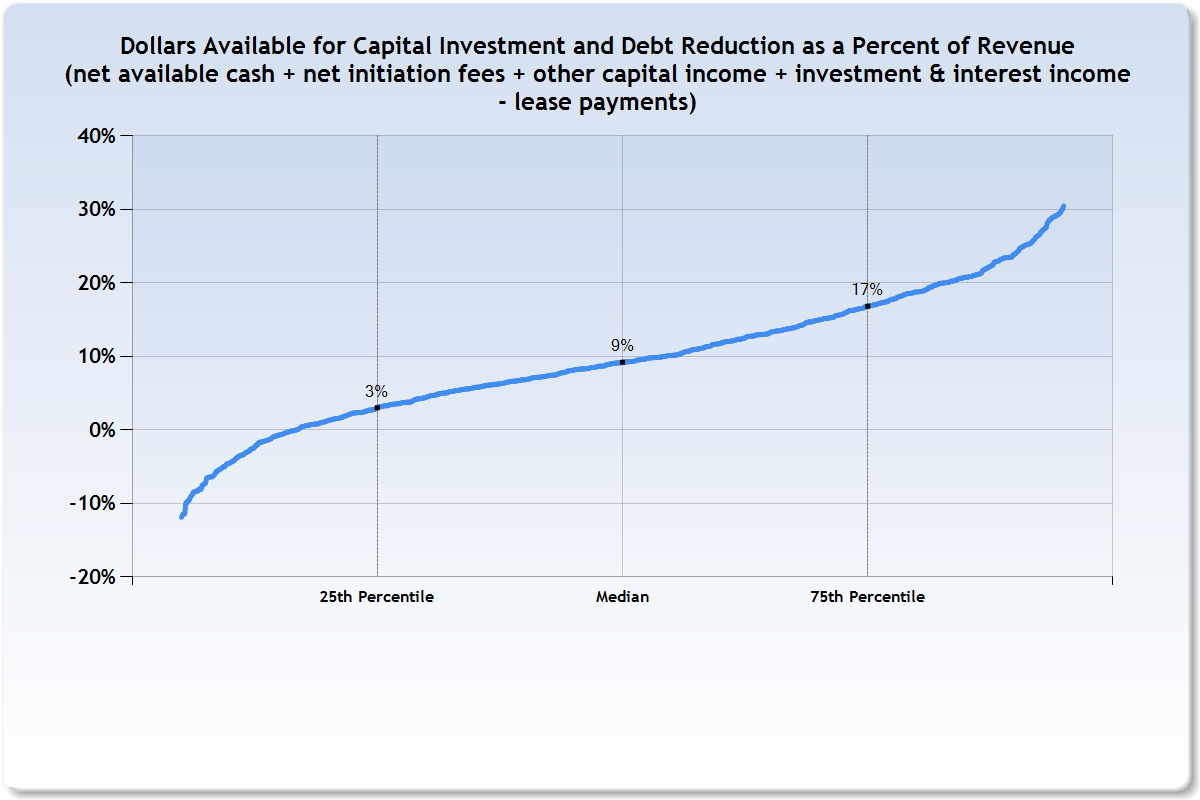 Dollars Available for Capital Investment and Debt Reduction as a Percent of Revenue
(net available cash + net initiation fees + other capital income + investment & interest income
- lease payments)
40%
30%
20%
10%
0%
-10%
-20%
3%
9%
17%
25th Percentile
Median
75th Percentile